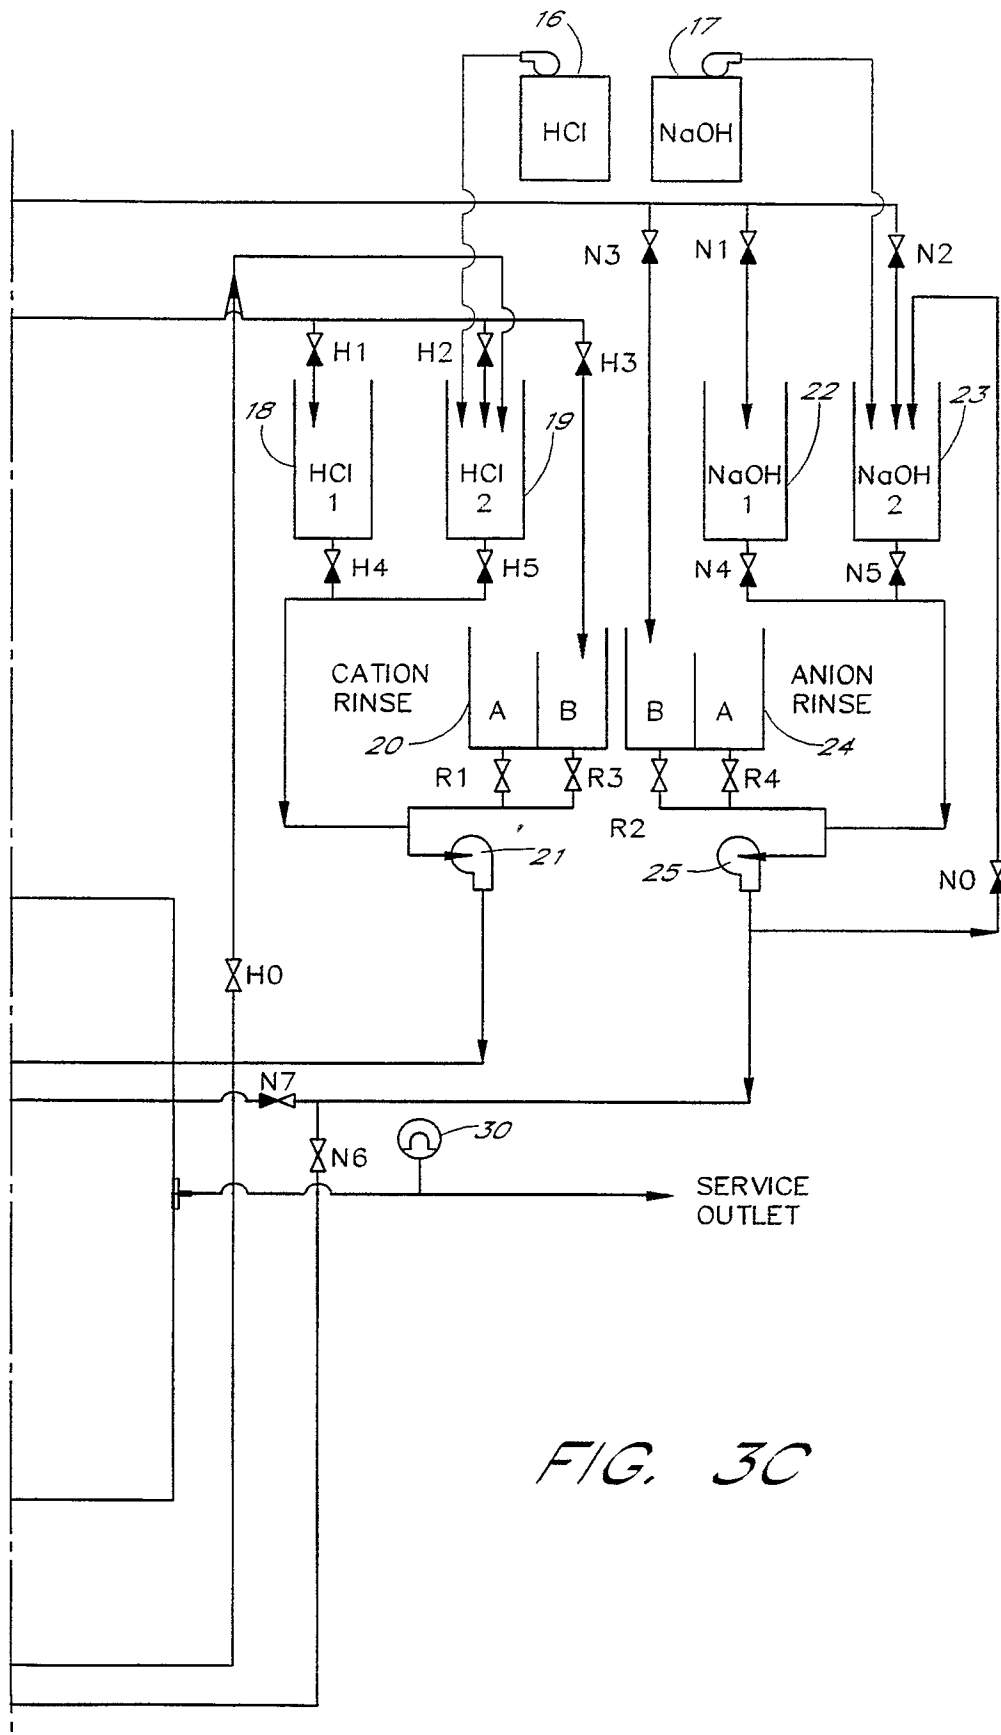 16
17
HCl
NaOH
N3
N1
N2
H1
H2
H3
18
19
22
23
HCl
1
HCl
2
NaOH
1
NaOH
2
H4
H5
N4
N5
CATION
RINSE
A
B
B
A
ANION
RINSE
20
24
R1
R3
R4
R2
21
25
N0
H0
N7
30
N6
SERVICE
OUTLET
FIG. 3C